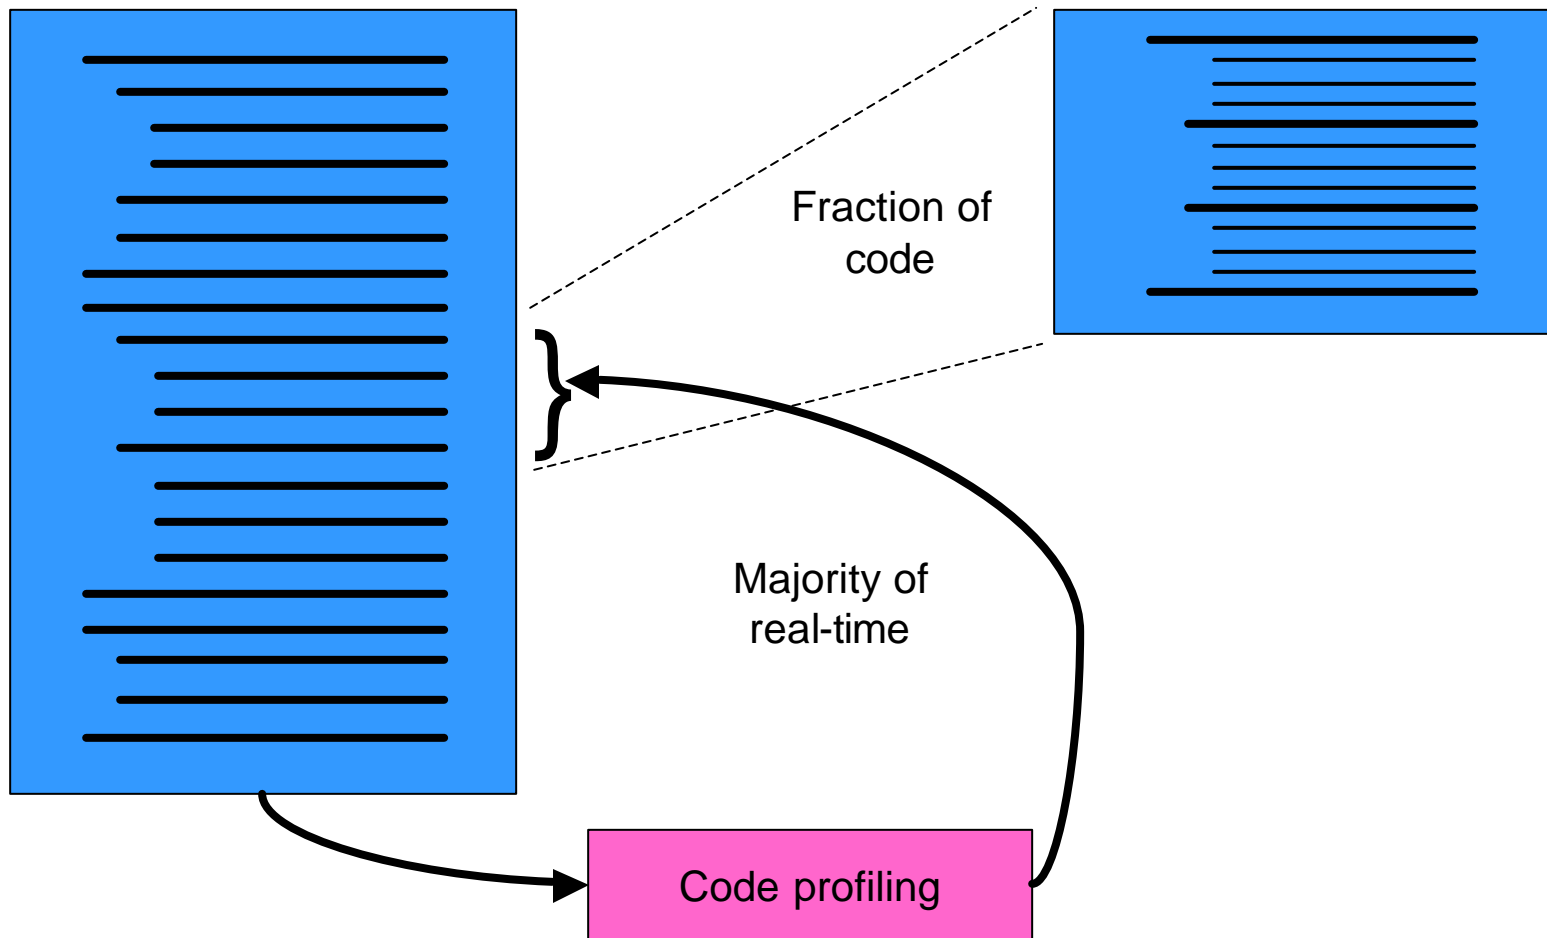 Fraction of
code
Majority of
real-time
Code profiling